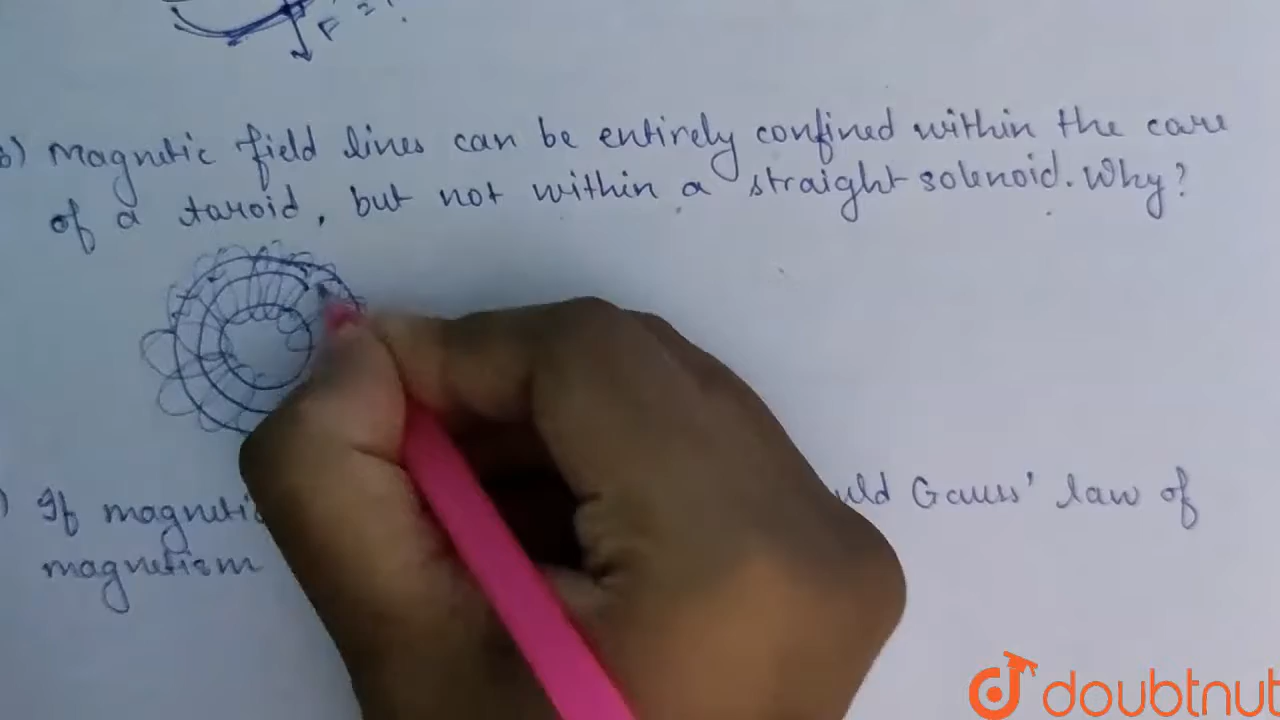 F = ?
b) Magnetic field lines can be entirely confined within the core
of a toroid, but not within a straight solenoid. Why?
) If magnetic
uld Gauss' law of
magnetism
doubtnut